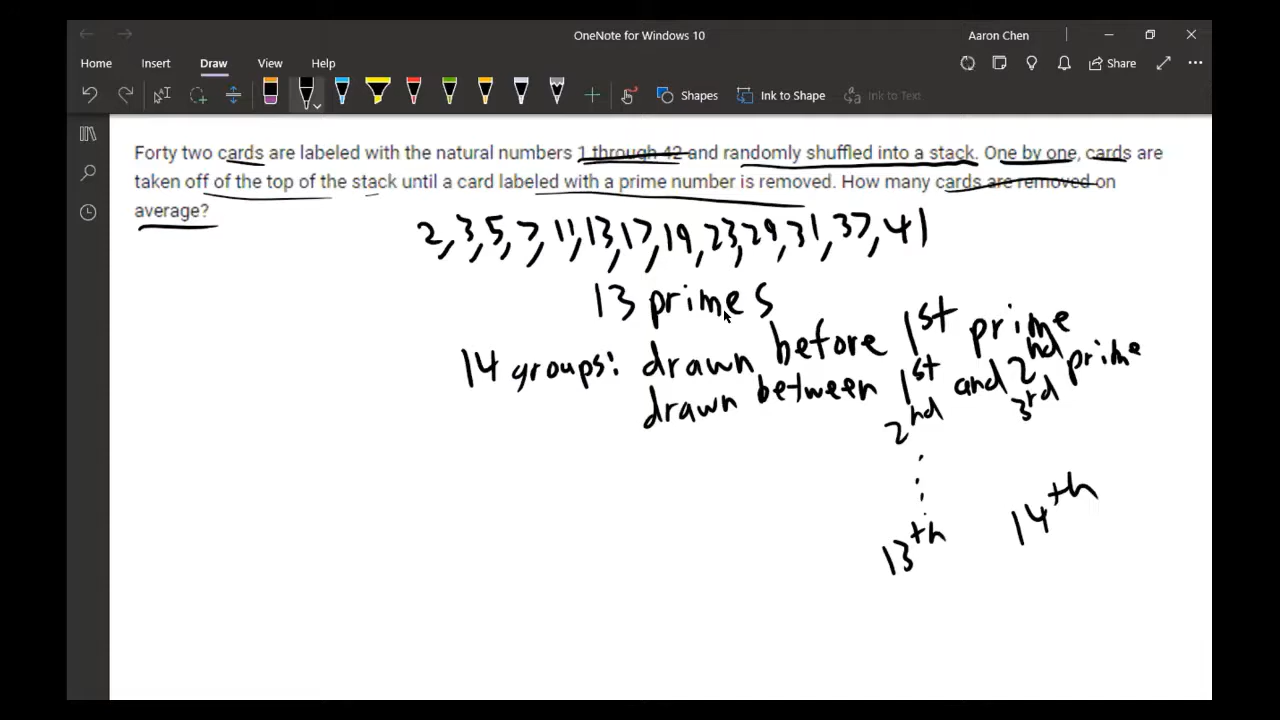 OneNote for Windows 10
Aaron Chen
Home Insert Draw View Help
Share
Shapes Ink to Shape Ink to Text
Forty two cards are labeled with the natural numbers 1 through 42 and randomly shuffled into a stack. One by one, cards are
taken off of the top of the stack until a card labeled with a prime number is removed. How many cards are removed on
average?
2, 3, 5, 7, 11, 13, 17, 19, 23, 29, 31, 37, 41
13 primes
14 groups: drawn before 1st prime
drawn between 1st and 2nd prime
2nd 3rd
⋮
13th 14th